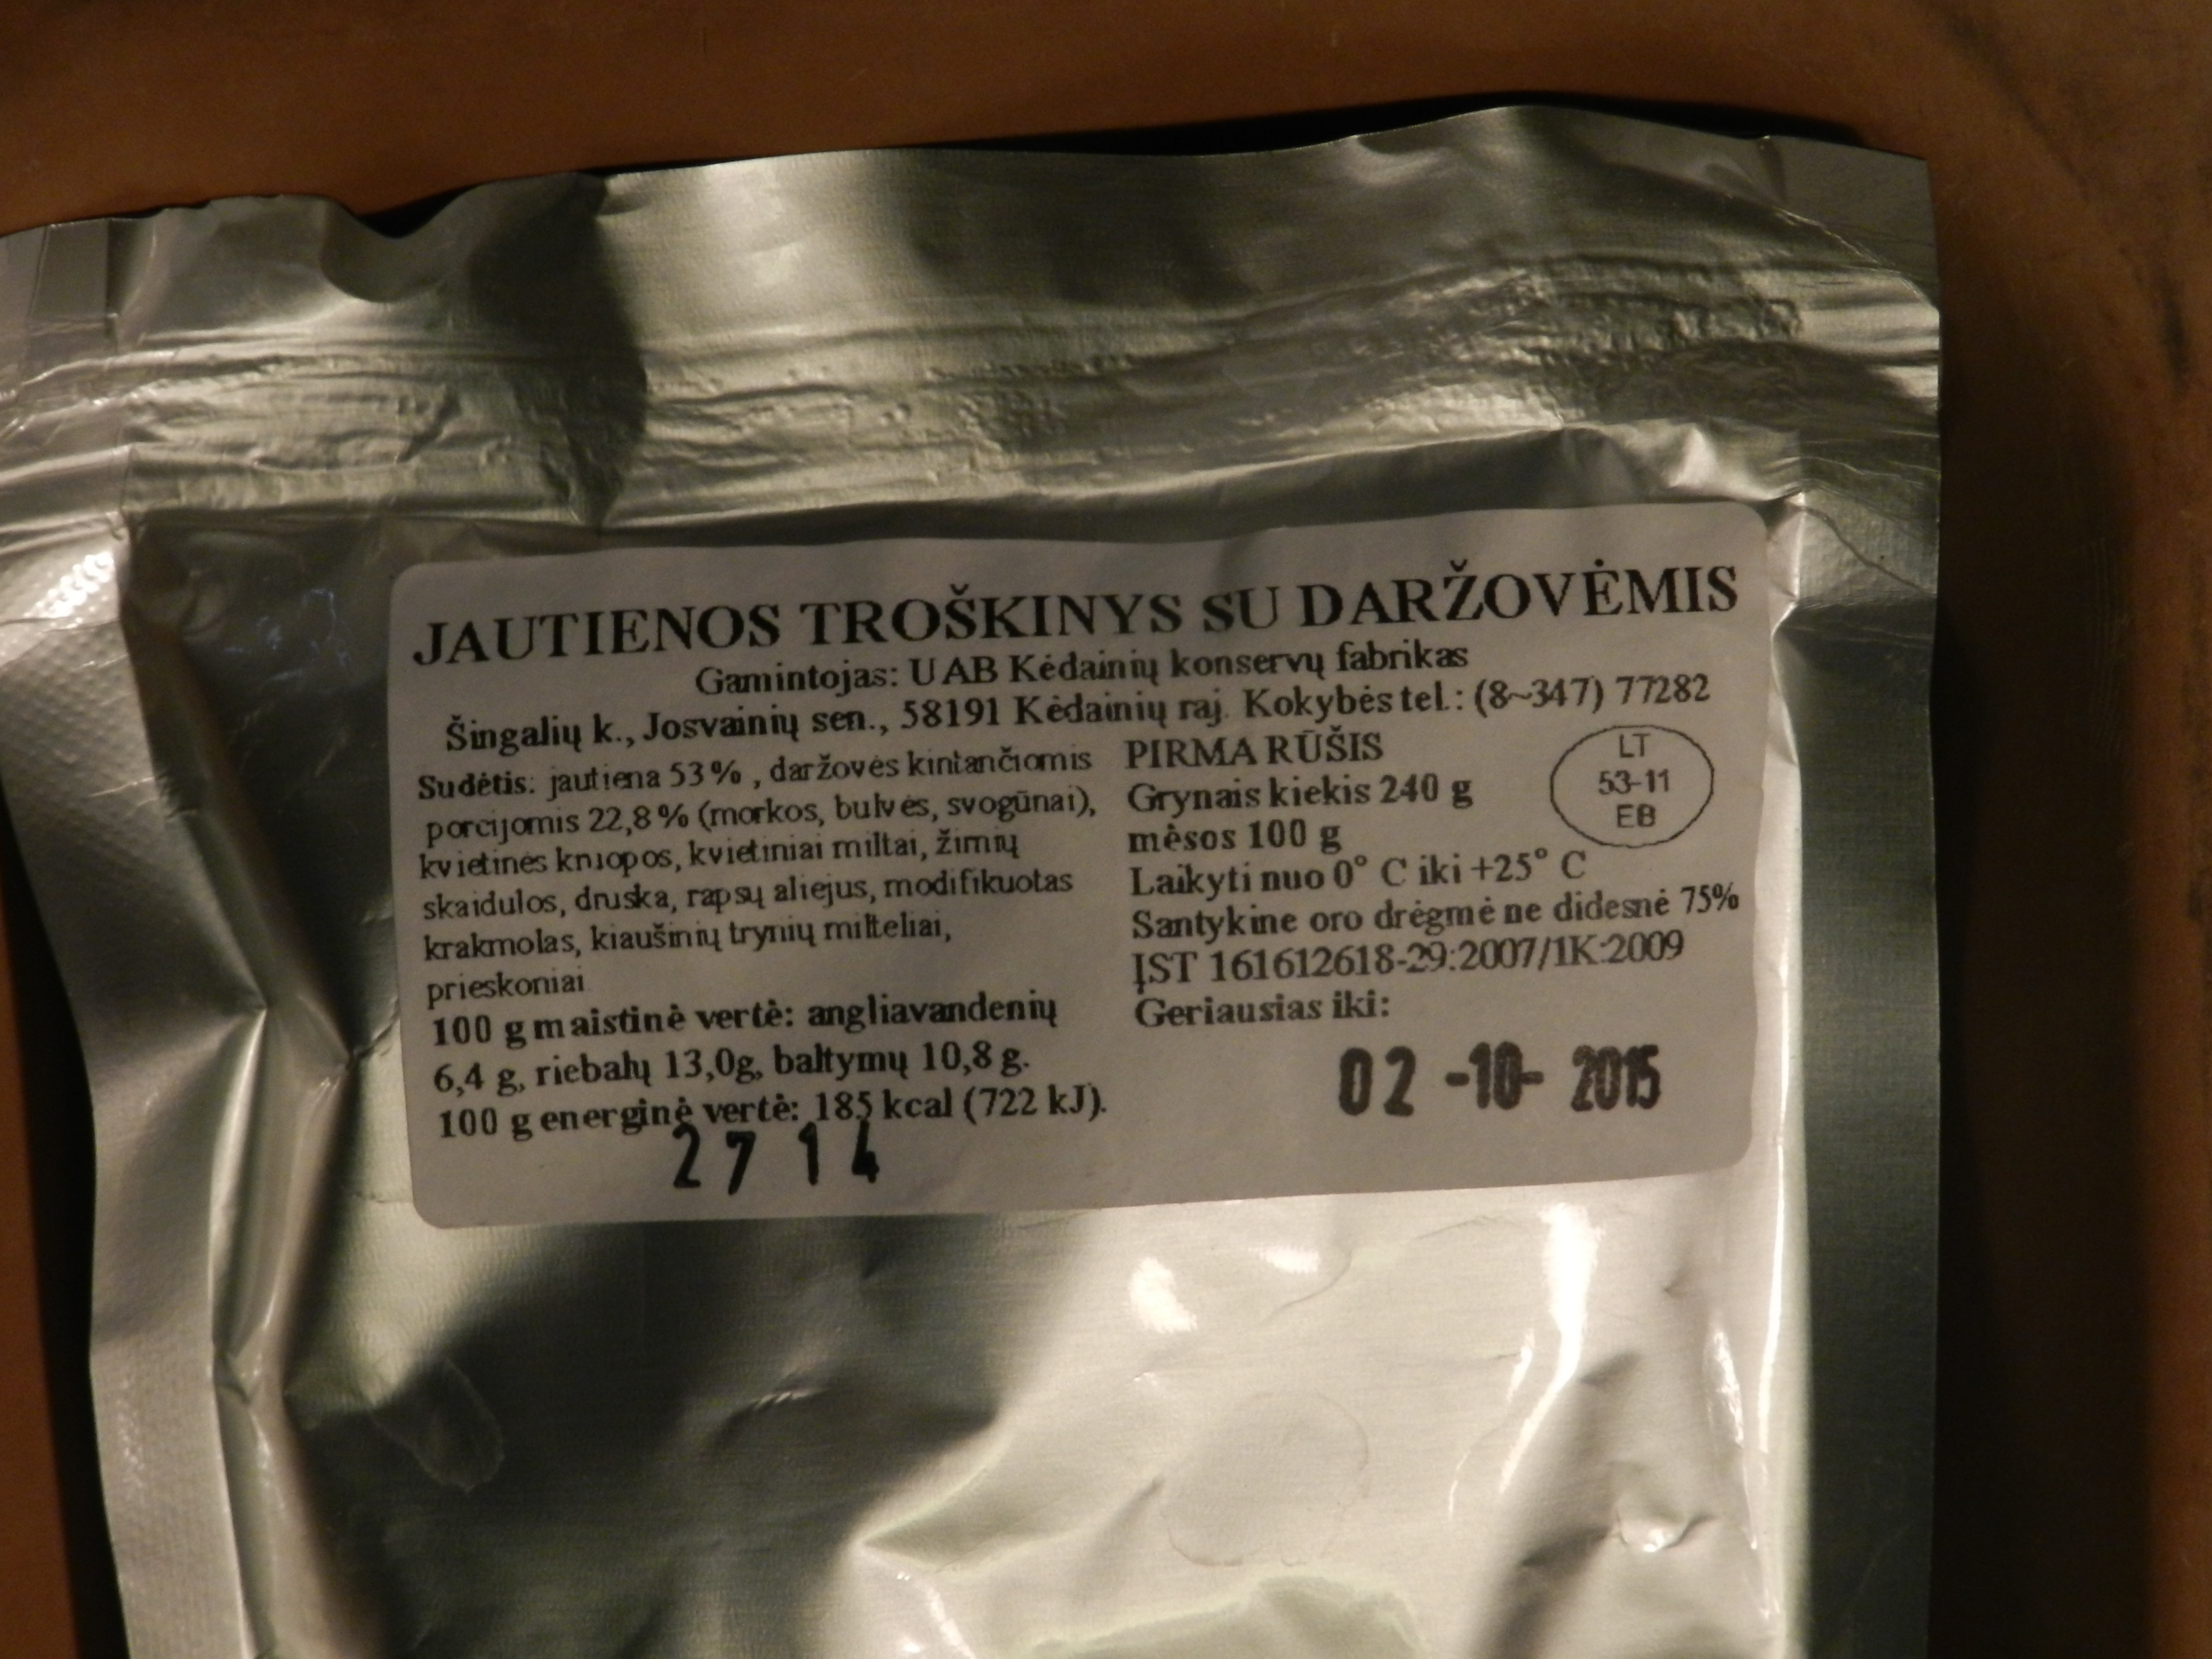 JAUTIENOS TROŠKINYS SU DARŽOVĖMIS
Gamintojas: UAB Kėdainių konservų fabrikas
Šingalių k., Josvainių sen., 58191 Kėdainių raj. Kokybės tel.: (8~347) 77282
Sudėtis: jautiena 53% , daržovės kintančiomis
porcijomis 22,8% (morkos, bulvės, svogūnai),
kvietinės kruopos, kvietiniai miltai, žirnių
skaidulos, druska, rapsų aliejus, modifikuotas
krakmolas, kiaušinių trynių milteliai,
prieskoniai
100 g maistinė vertė: angliavandenių
6,4 g, riebalų 13,0g, baltymų 10,8 g.
100 g energinė vertė: 185 kcal (722 kJ).
2714
PIRMA RŪŠIS
Grynais kiekis 240 g
mėsos 100 g
Laikyti nuo 0° C iki +25° C
Santykine oro drėgmė ne didesnė 75%
ĮST 161612618-29:2007/1K:2009
Geriausias iki:
02 -10- 2015
LT
53-11
EB